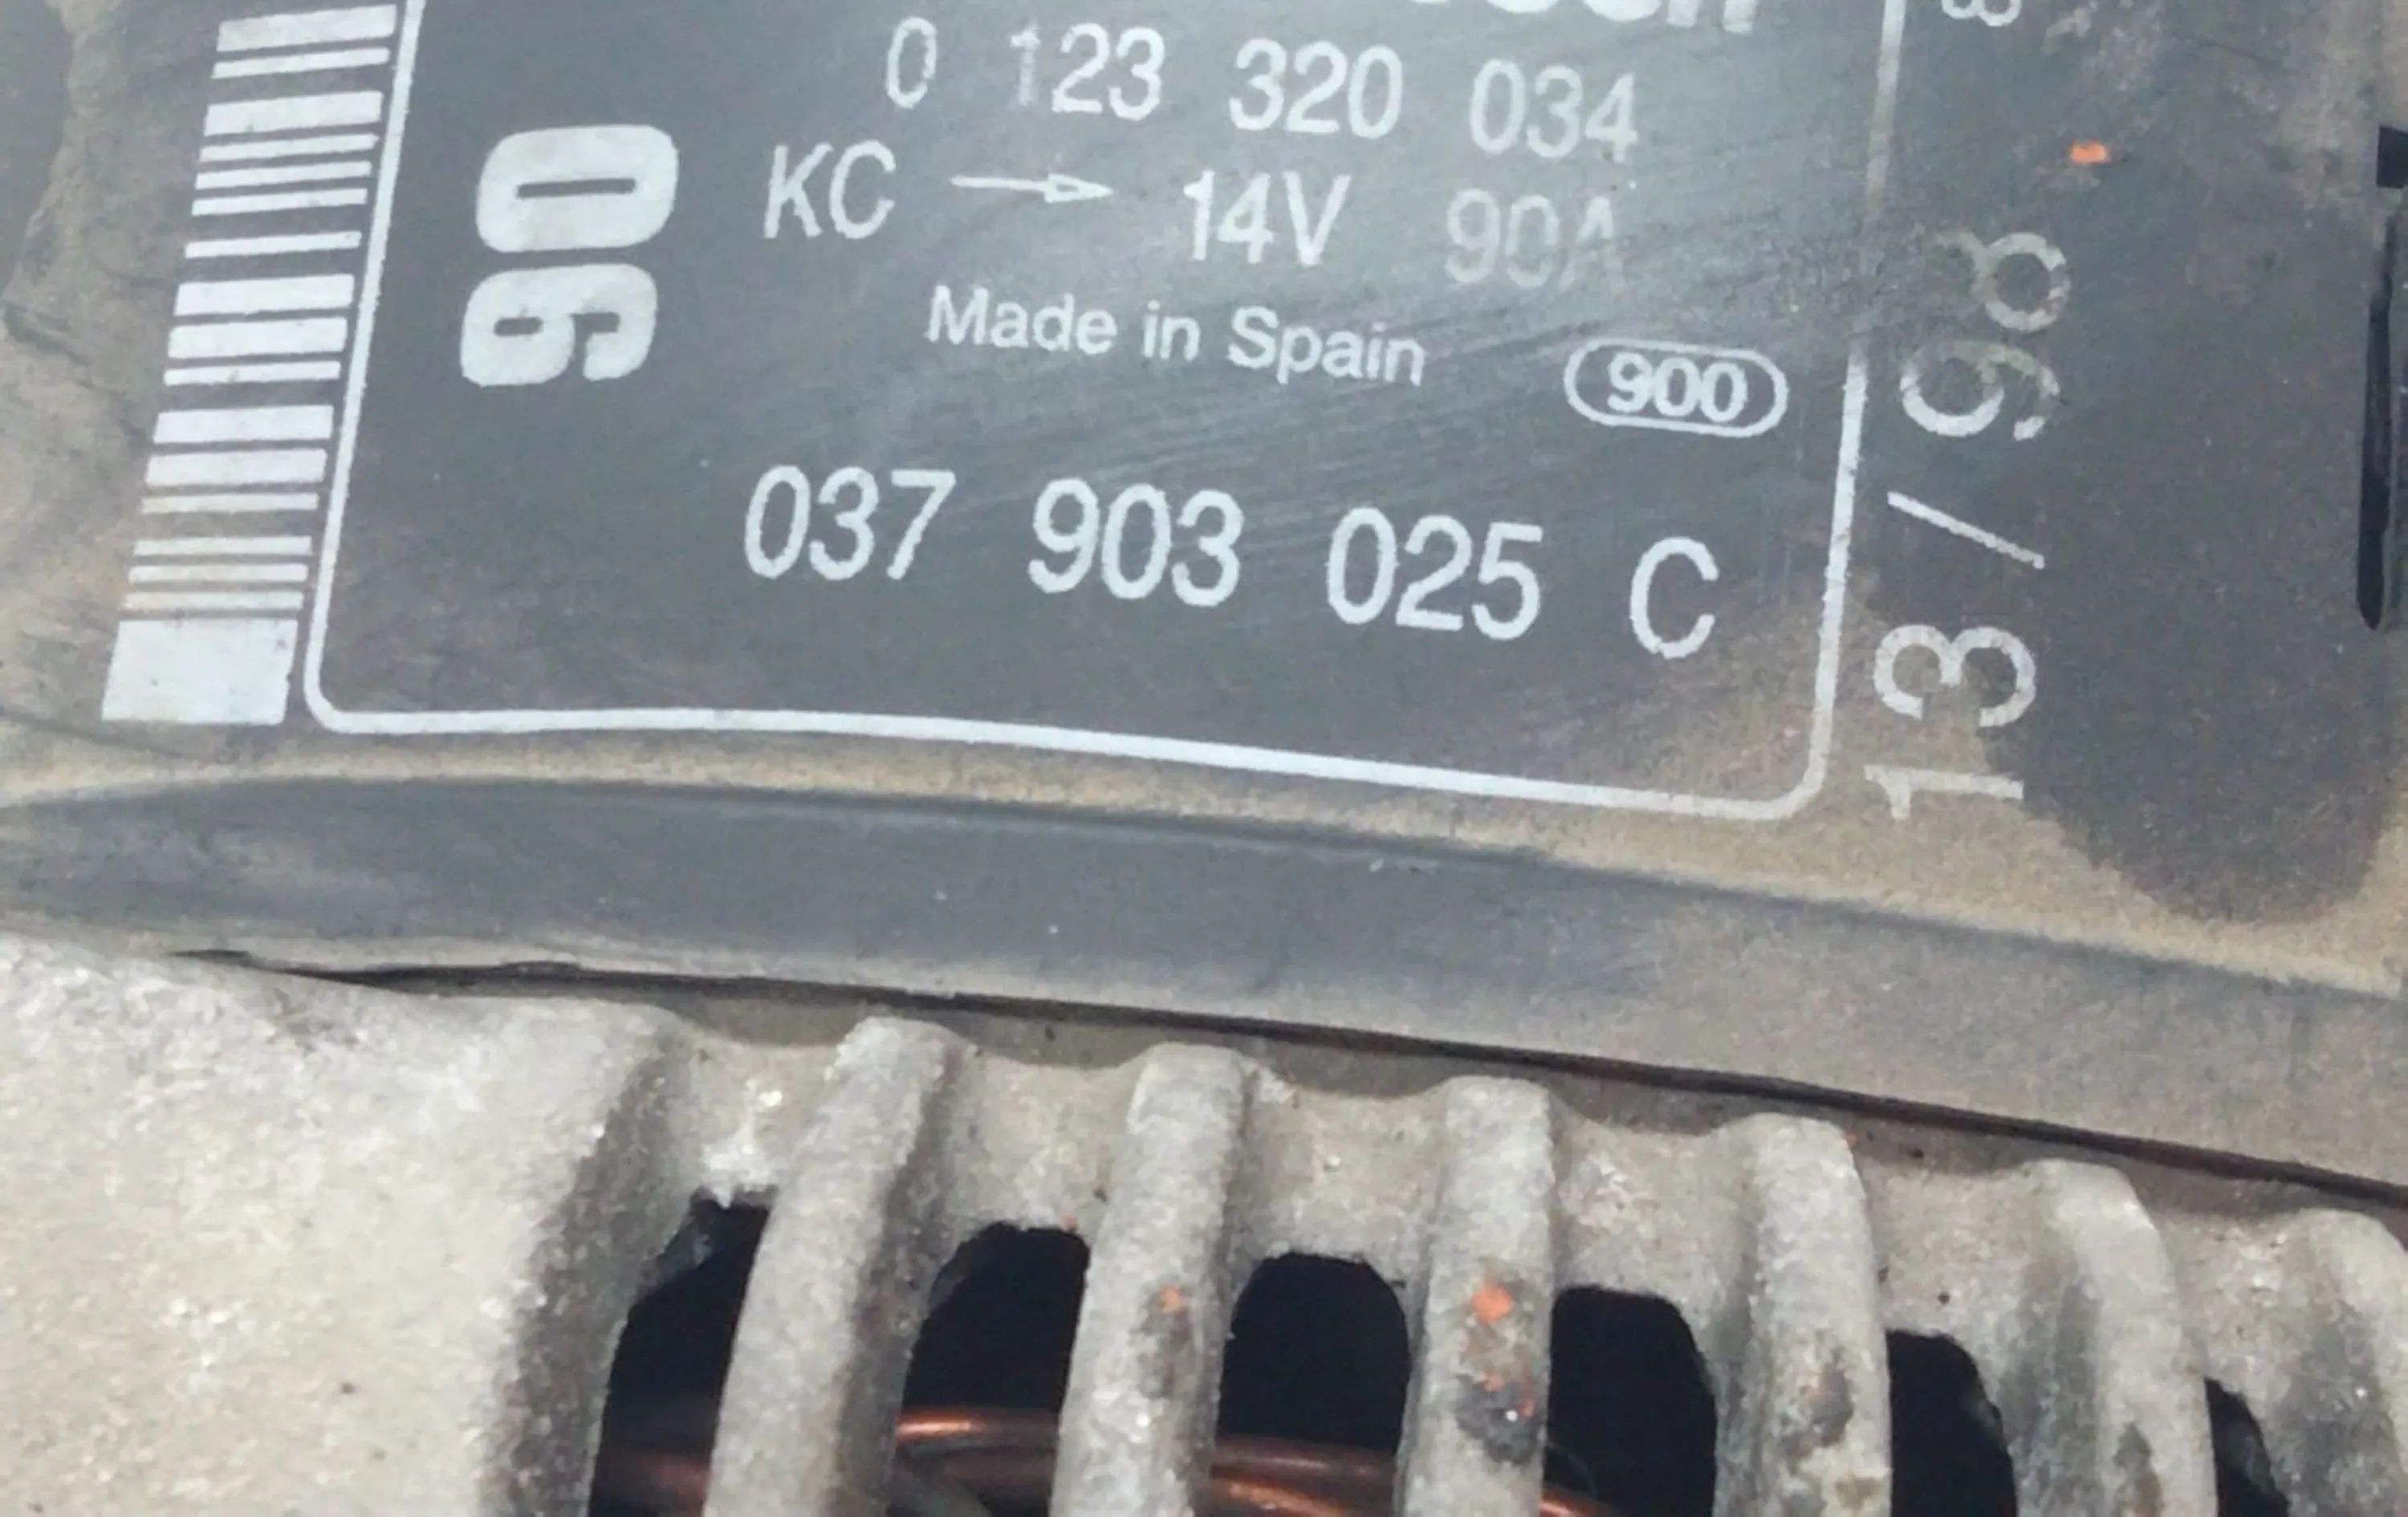 0 123 320 034
KC → 14V 90A
Made in Spain
900
037 903 025 C
90
13/98